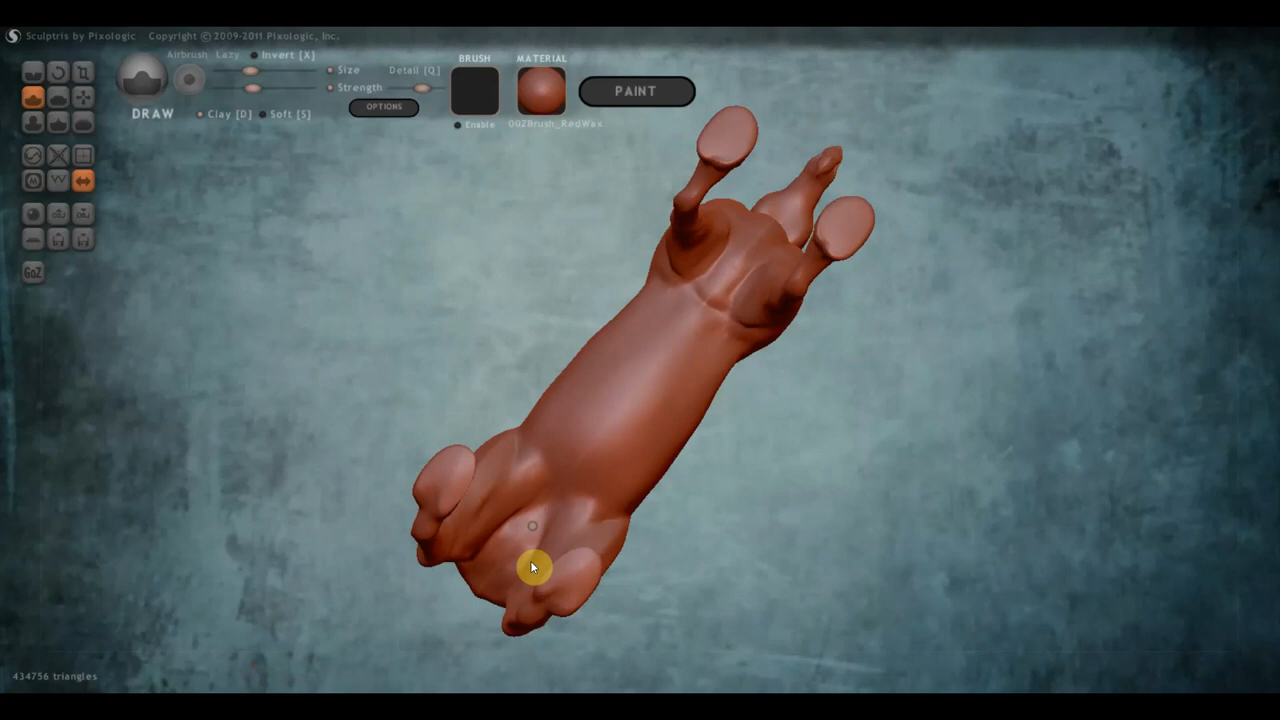 Sculptris by Pixologic Copyright ©2009-2011 Pixologic, Inc.
Airbrush Lazy Invert [X]
Size Detail [Q]
Strength
OPTIONS
DRAW Clay [D] Soft [S]
BRUSH
Enable
MATERIAL
00ZBrush_RedWax
PAINT
GoZ
434756 triangles